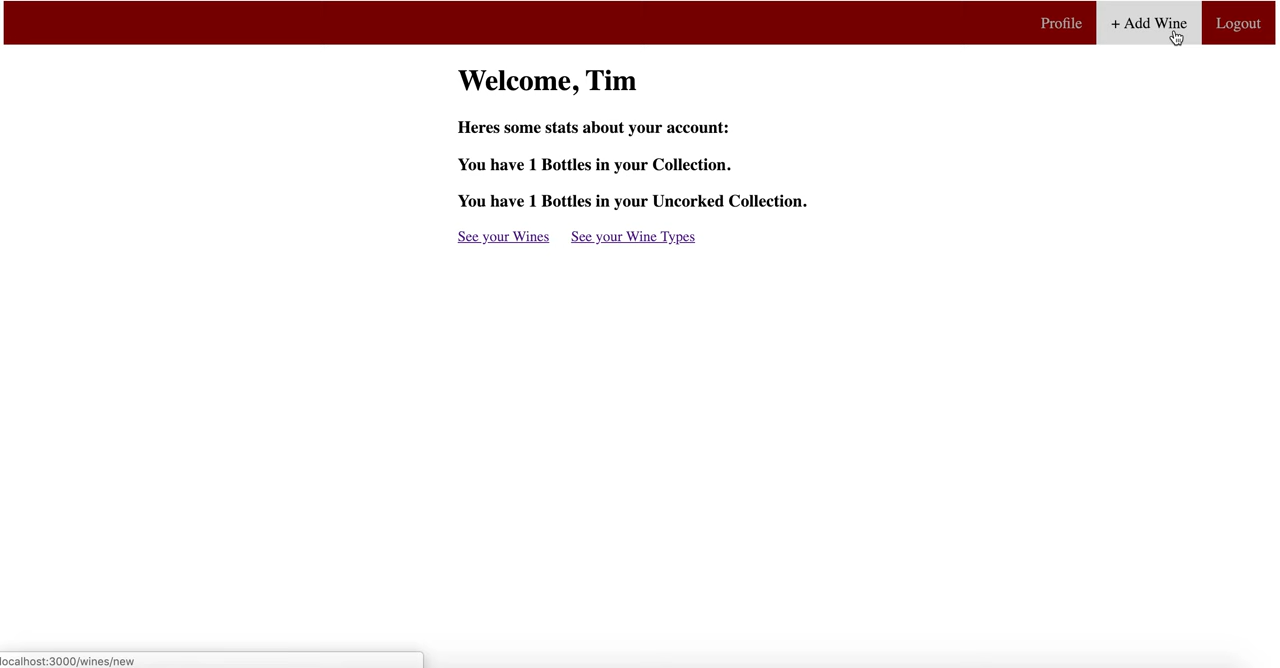 Profile + Add Wine Logout
Welcome, Tim
Heres some stats about your account:
You have 1 Bottles in your Collection.
You have 1 Bottles in your Uncorked Collection.
See your Wines See your Wine Types
localhost:3000/wines/new